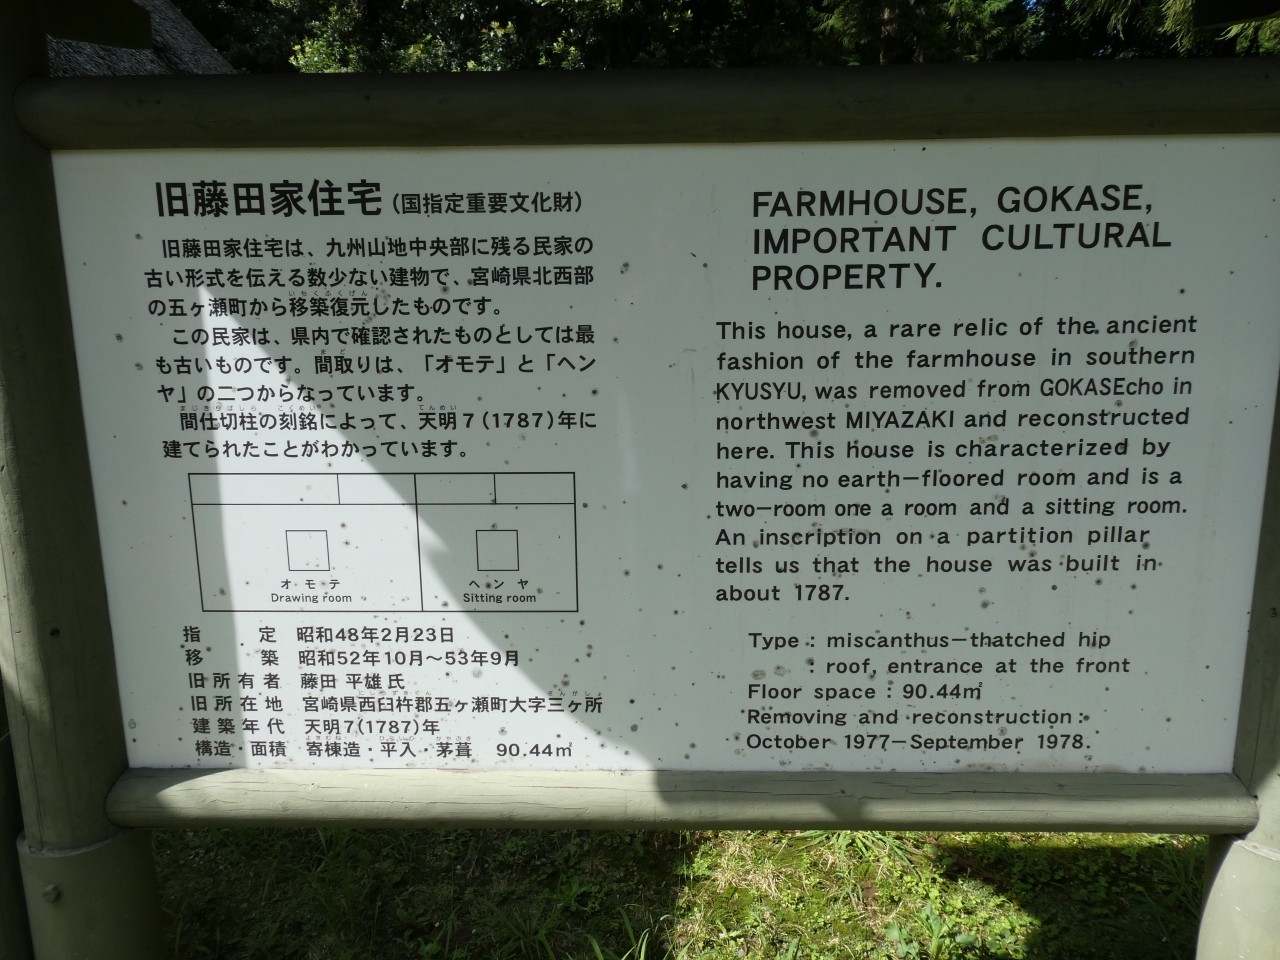 旧藤田家住宅(国指定重要文化財)
旧藤田家住宅は、九州山地中央部に残る民家の
古い形式を伝える数少ない建物で、宮崎県北西部
の五ヶ瀬町から移築復元したものです。
この民家は、県内で確認されたものとしては最
も古いものです。間取りは、「オモテ」と「ヘン
ヤ」の二つからなっています。
間仕切柱の刻銘によって、天明7(1787)年に
建てられたことがわかっています。
オモテ
Drawing room
ヘンヤ
Sitting room
指定 昭和48年2月23日
移築 昭和52年10月～53年9月
旧所有者 藤田 平雄氏
旧所在地 宮崎県西臼杵郡五ヶ瀬町大字三ヶ所
建築年代 天明7(1787)年
構造・面積 寄棟造・平入・茅葺 90.44㎡
FARMHOUSE, GOKASE,
IMPORTANT CULTURAL
PROPERTY.
This house, a rare relic of the ancient
fashion of the farmhouse in southern
KYUSYU, was removed from GOKASEcho in
northwest MIYAZAKI and reconstructed
here. This house is characterized by
having no earth-floored room and is a
two-room one a room and a sitting room.
An inscription on a partition pillar
tells us that the house was built in
about 1787.
Type : miscanthus-thatched hip
: roof, entrance at the front
Floor space : 90.44㎡
Removing and reconstruction :
October 1977-September 1978.